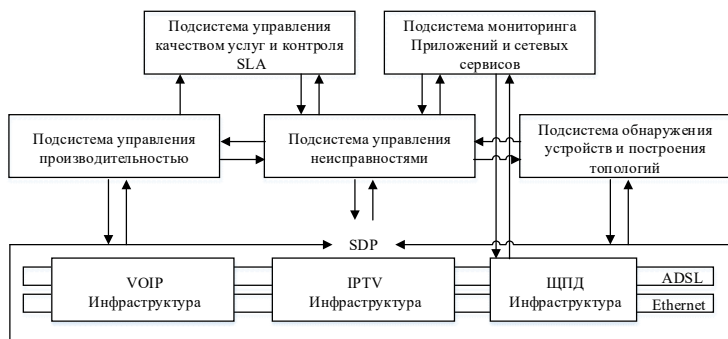 Подсистема управления
качеством услуг и контроля
SLA
Подсистема мониторинга
Приложений и сетевых
сервисов
Подсистема управления
производительностью
Подсистема управления
неисправностями
Подсистема обнаружения
устройств и построения
топологий
SDP
VOIP
Инфраструктура
IPTV
Инфраструктура
ЩПД
Инфраструктура
ADSL
Ethernet